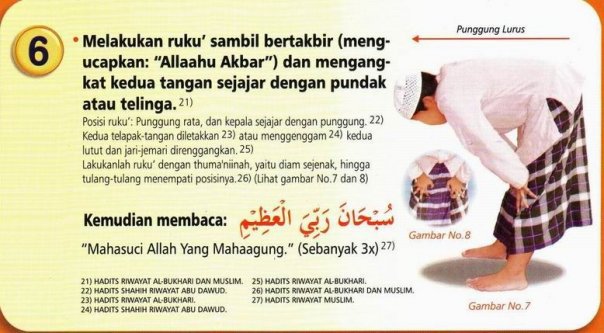 6
• Melakukan ruku' sambil bertakbir (meng-
ucapkan: "Allaahu Akbar") dan mengang-
kat kedua tangan sejajar dengan pundak
atau telinga.21)
Posisi ruku': Punggung rata, dan kepala sejajar dengan punggung. 22)
Kedua telapak-tangan diletakkan 23) atau menggenggam 24) kedua
lutut dan jari-jemari direnggangkan. 25)
Lakukanlah ruku' dengan thuma'niinah, yaitu diam sejenak, hingga
tulang-tulang menempati posisinya.26) (Lihat gambar No.7 dan 8)
Kemudian membaca: سُبْحَانَ رَبِّيَ الْعَظِيْمِ
"Mahasuci Allah Yang Mahaagung." (Sebanyak 3x) 27)
21) HADITS RIWAYAT AL-BUKHARI DAN MUSLIM.
22) HADITS SHAHIH RIWAYAT ABU DAWUD.
23) HADITS RIWAYAT AL-BUKHARI.
24) HADITS SHAHIH RIWAYAT ABU DAWUD.
25) HADITS RIWAYAT AL-BUKHARI.
26) HADITS RIWAYAT AL-BUKHARI DAN MUSLIM.
27) HADITS RIWAYAT MUSLIM.
Punggung Lurus
Gambar No.8
Gambar No.7